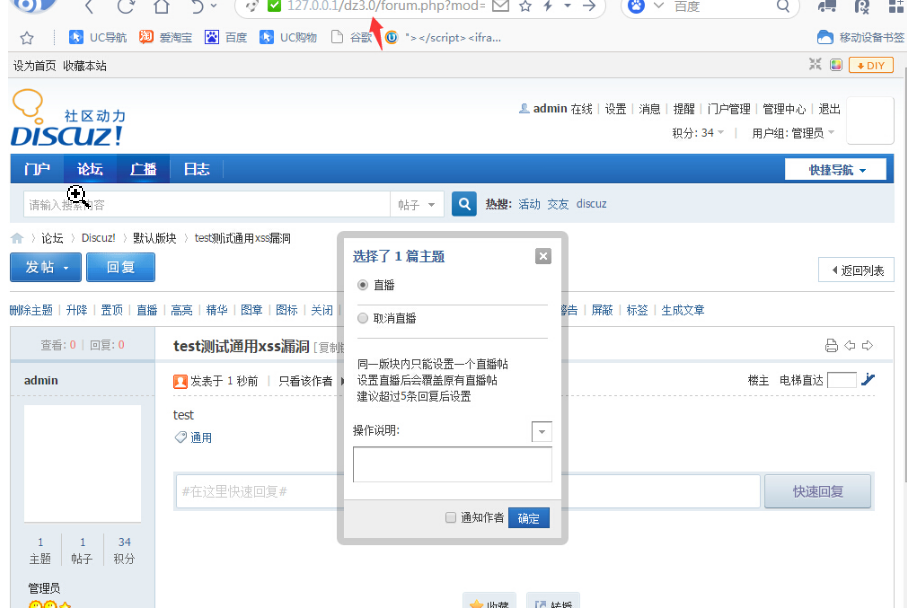 127.0.0.1/dz3.0/forum.php?mod=
百度
UC导航 爱淘宝 百度 UC购物 谷歌 "></script><ifra...
移动设备书签
设为首页 收藏本站
DIY
社区动力
DISCUZ!
admin 在线 | 设置 | 消息 | 提醒 | 门户管理 | 管理中心 | 退出
积分: 34 | 用户组: 管理员
门户 论坛 广播 日志
快捷导航
请输入搜索内容 帖子
热搜: 活动 交友 discuz
论坛 〉 Discuz! 〉 默认版块 〉 test测试通用xss漏洞
发帖 回复
返回列表
删除主题 | 升降 | 置顶 | 直播 | 高亮 | 精华 | 图章 | 图标 | 关闭 |
警告 | 屏蔽 | 标签 | 生成文章
查看: 0 | 回复: 0
test测试通用xss漏洞
admin
发表于 1 秒前 | 只看该作者
楼主 电梯直达
test
通用
#在这里快速回复#
快速回复
1 1 34
主题 帖子 积分
管理员
收藏 转播
选择了 1 篇主题
直播
取消直播
同一版块内只能设置一个直播帖
设置直播后会覆盖原有直播帖
建议超过5条回复后设置
操作说明:
通知作者 确定